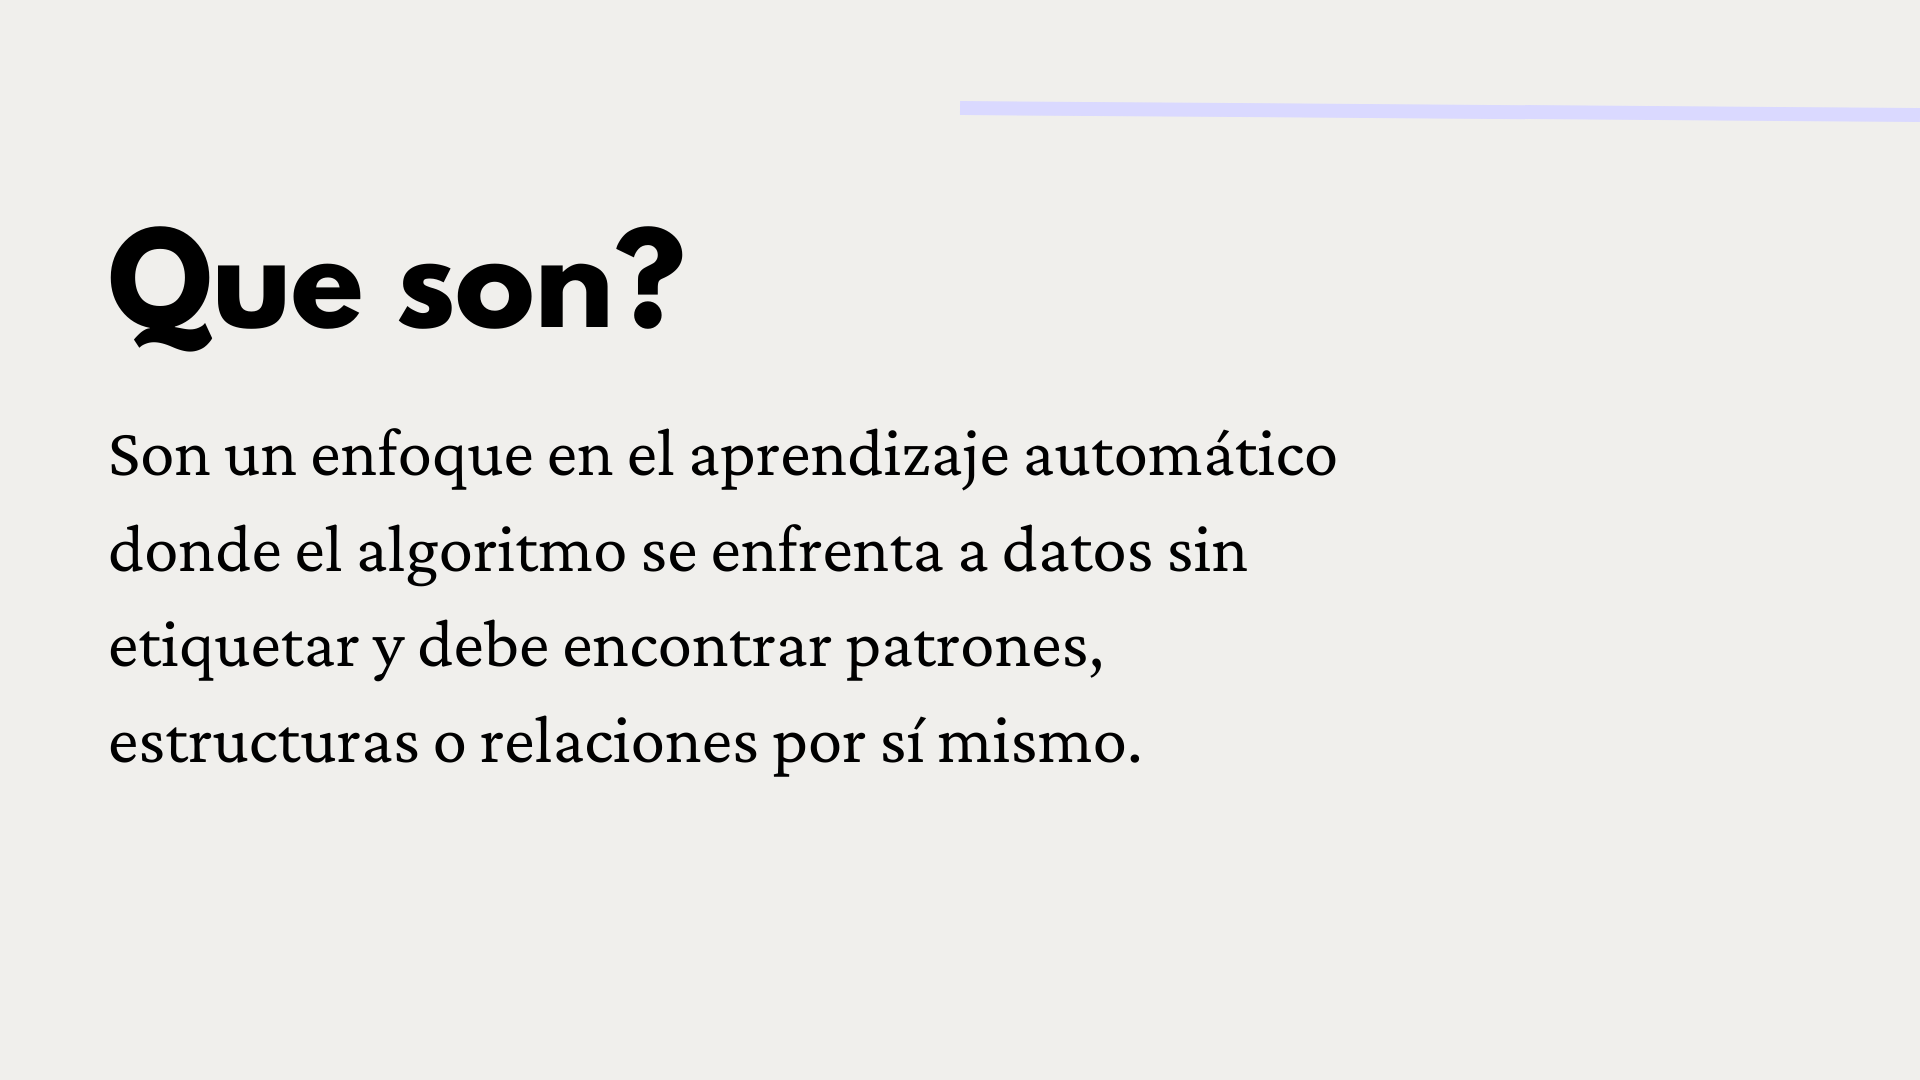 Que son?
Son un enfoque en el aprendizaje automático
donde el algoritmo se enfrenta a datos sin
etiquetar y debe encontrar patrones,
estructuras o relaciones por sí mismo.